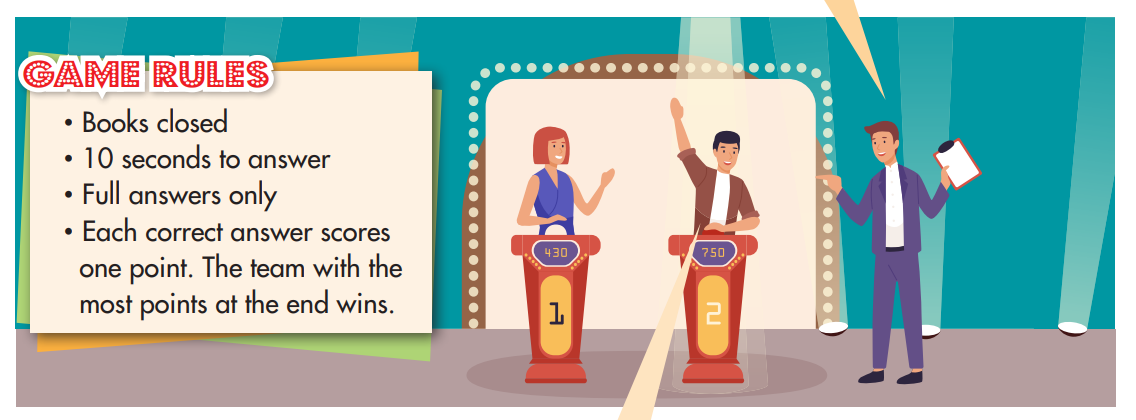 GAME RULES
• Books closed
• 10 seconds to answer
• Full answers only
• Each correct answer scores
one point. The team with the
most points at the end wins.
430
750
1
2